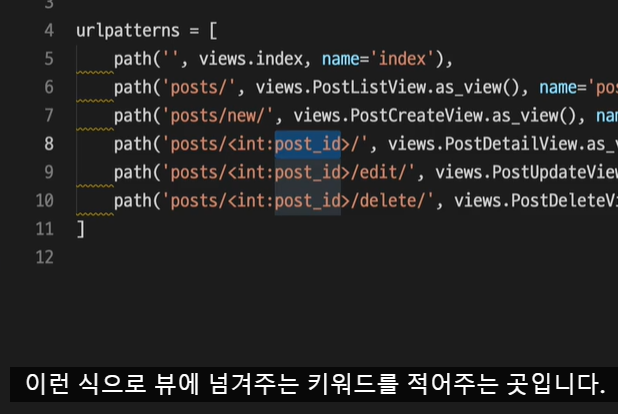 3
4 urlpatterns = [
5     path('', views.index, name='index'),
6     path('posts/', views.PostListView.as_view(), name='pos
7     path('posts/new/', views.PostCreateView.as_view(), na
8     path('posts/<int:post_id>/', views.PostDetailView.as_v
9     path('posts/<int:post_id>/edit/', views.PostUpdateView
10     path('posts/<int:post_id>/delete/', views.PostDeleteVi
11 ]
12
이런 식으로 뷰에 넘겨주는 키워드를 적어주는 곳입니다.